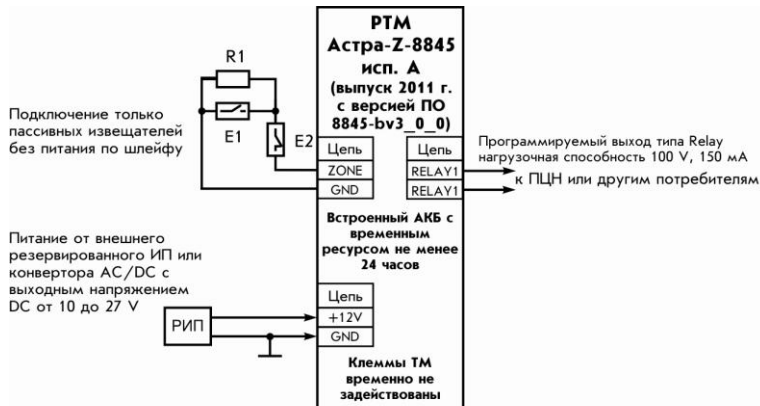 РТМ
Астра-Z-8845
исп. А
(выпуск 2011 г.
с версией ПО
8845-bv3_0_0)
R1
E1
E2
Подключение только
пассивных извещателей
без питания по шлейфу
Цепь
ZONE
GND
Цепь
RELAY1
RELAY1
Программируемый выход типа Relay
нагрузочная способность 100 V, 150 мА
к ПЦН или другим потребителям
Встроенный АКБ с
временным
ресурсом не менее
24 часов
Питание от внешнего
резервированного ИП или
конвертора AC/DC с
выходным напряжением
DC от 10 до 27 V
РИП
Цепь
+12V
GND
Клеммы ТМ
временно не
задействованы